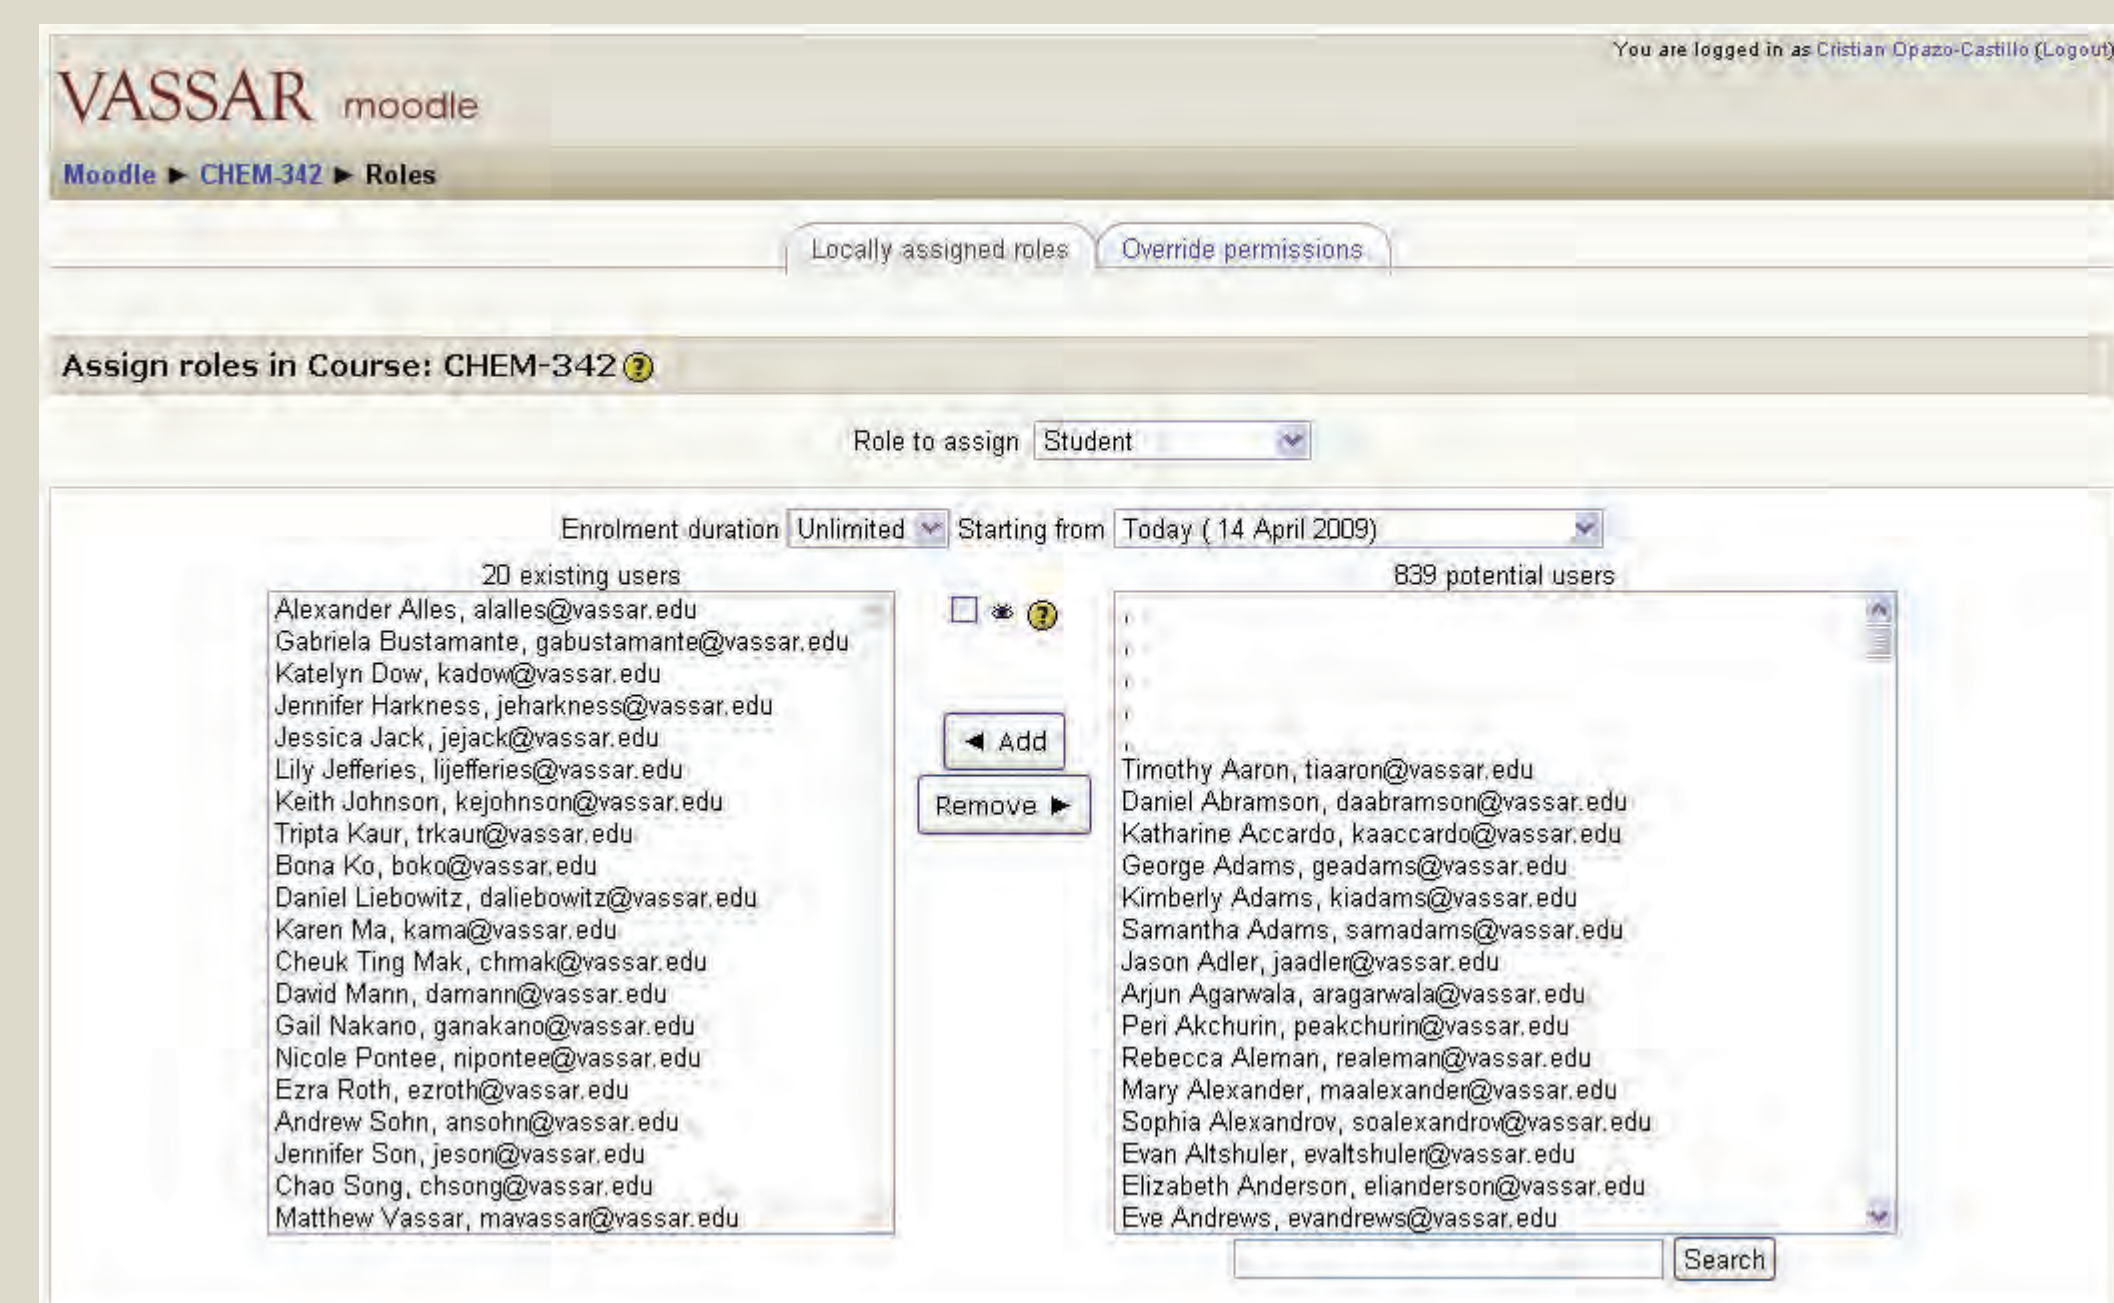 You are logged in as Cristian Opazo-Castillo (Logout)
VASSAR moodle
Moodle ► CHEM-342 ► Roles
Locally assigned roles
Override permissions
Assign roles in Course: CHEM-342 ?
Role to assign Student
Enrolment duration Unlimited Starting from Today ( 14 April 2009)
20 existing users
Alexander Alles, alalles@vassar.edu
Gabriela Bustamante, gabustamante@vassar.edu
Katelyn Dow, kadow@vassar.edu
Jennifer Harkness, jeharkness@vassar.edu
Jessica Jack, jejack@vassar.edu
Lily Jefferies, lijefferies@vassar.edu
Keith Johnson, kejohnson@vassar.edu
Tripta Kaur, trkaur@vassar.edu
Bona Ko, boko@vassar.edu
Daniel Liebowitz, daliebowitz@vassar.edu
Karen Ma, kama@vassar.edu
Cheuk Ting Mak, chmak@vassar.edu
David Mann, damann@vassar.edu
Gail Nakano, ganakano@vassar.edu
Nicole Pontee, nipontee@vassar.edu
Ezra Roth, ezroth@vassar.edu
Andrew Sohn, ansohn@vassar.edu
Jennifer Son, jeson@vassar.edu
Chao Song, chsong@vassar.edu
Matthew Vassar, mavassar@vassar.edu
?
◄ Add
Remove ►
839 potential users
,
,
,
,
,
Timothy Aaron, tiaaron@vassar.edu
Daniel Abramson, daabramson@vassar.edu
Katharine Accardo, kaaccardo@vassar.edu
George Adams, geadams@vassar.edu
Kimberly Adams, kiadams@vassar.edu
Samantha Adams, samadams@vassar.edu
Jason Adler, jaadler@vassar.edu
Arjun Agarwala, aragarwala@vassar.edu
Peri Akchurin, peakchurin@vassar.edu
Rebecca Aleman, realeman@vassar.edu
Mary Alexander, maalexander@vassar.edu
Sophia Alexandrov, soalexandrov@vassar.edu
Evan Altshuler, evaltshuler@vassar.edu
Elizabeth Anderson, elianderson@vassar.edu
Eve Andrews, evandrews@vassar.edu
Search